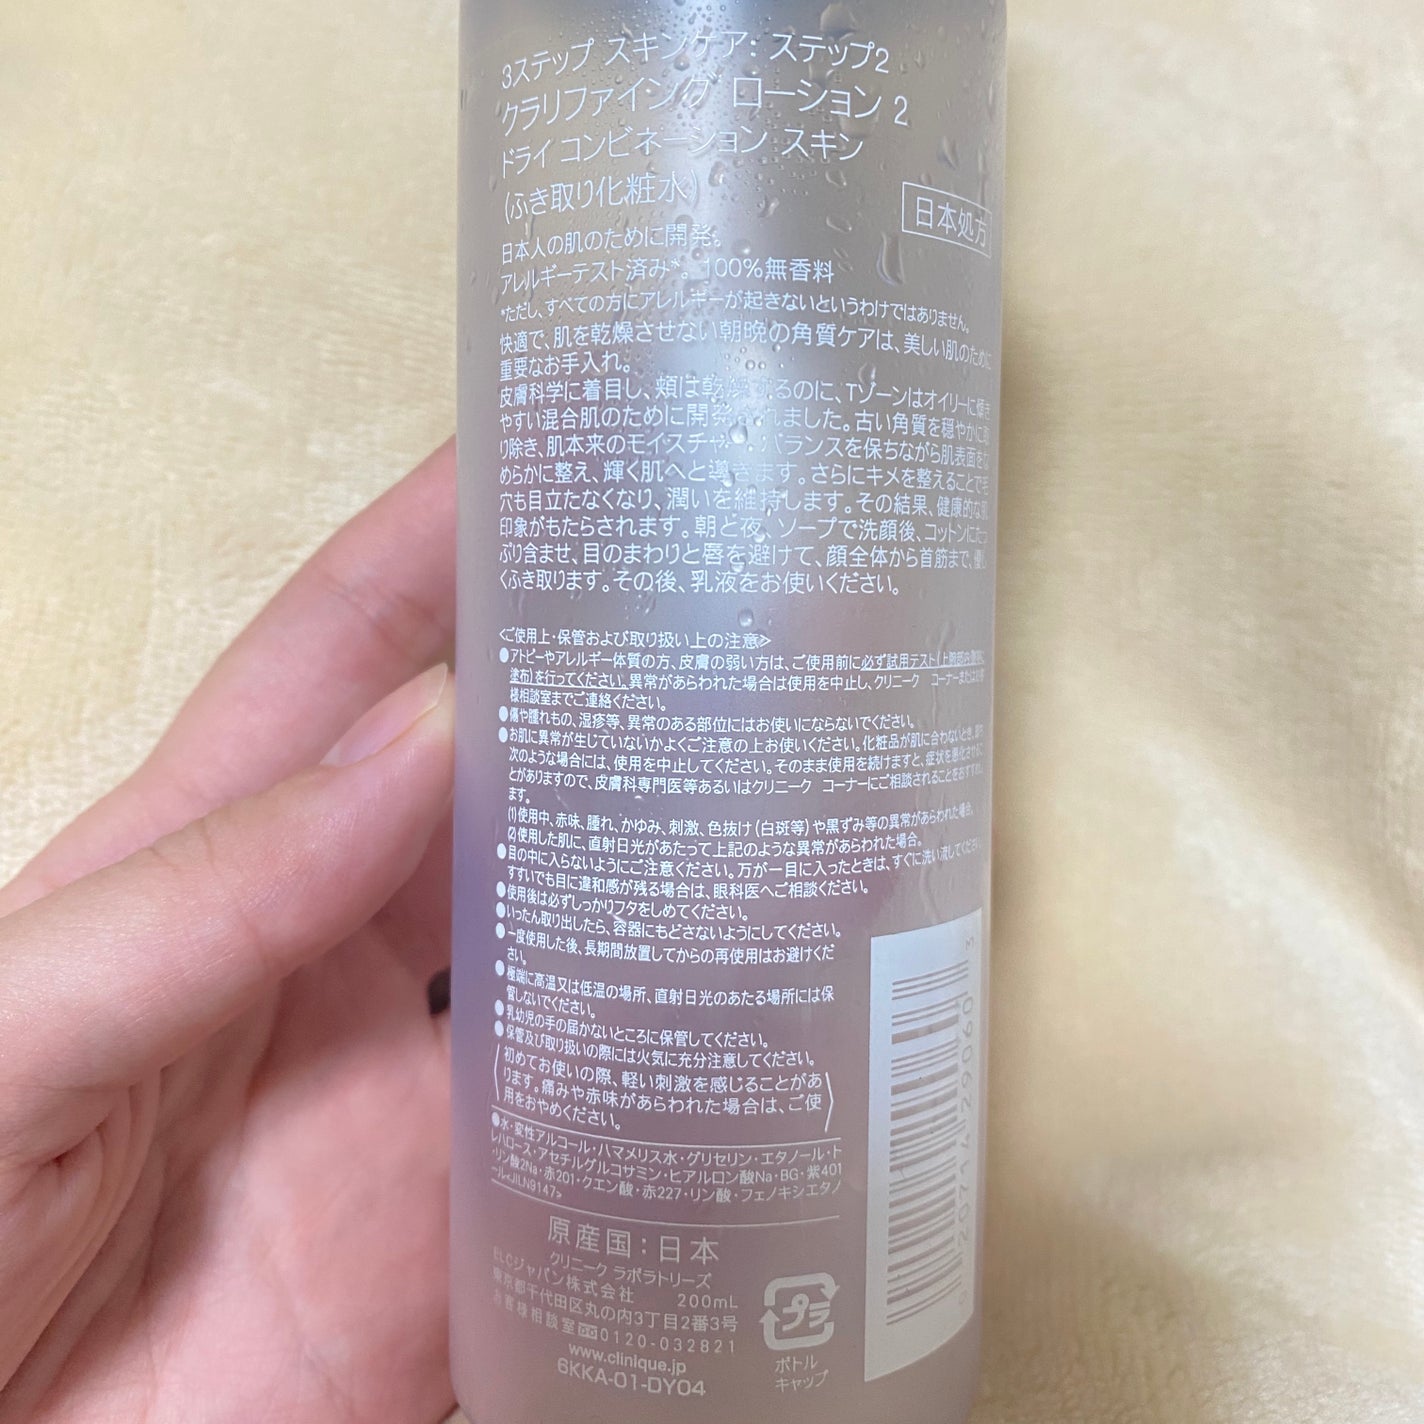 3ステップ スキンケア: ステップ2
クラリファイング ローション 2
ドライ コンビネーション スキン
(ふき取り化粧水)
日本処方
日本人の肌のために開発。
アレルギーテスト済み*。100%無香料
*ただし、すべての方にアレルギーが起きないというわけではありません。
快適で、肌を乾燥させない朝晩の角質ケアは、美しい肌のために
重要なお手入れ。
皮膚科学に着目し、頬は乾燥するのに、Tゾーンはオイリーに傾き
やすい混合肌のために開発されました。古い角質を穏やかに取
り除き、肌本来のモイスチャー バランスを保ちながら肌表面をな
めらかに整え、輝く肌へと導きます。さらにキメを整えることで毛
穴も目立たなくなり、潤いを維持します。その結果、健康的な肌
印象がもたらされます。朝と夜、ソープで洗顔後、コットンにたっ
ぷり含ませ、目のまわりと唇を避けて、顔全体から首筋まで、優し
くふき取ります。その後、乳液をお使いください。
<ご使用上・保管および取り扱い上の注意>
●アトピーやアレルギー体質の方、皮膚の弱い方は、ご使用前に必ず試用テスト(上腕部内側に
塗布)を行ってください。異常があらわれた場合は使用を中止し、クリニーク コーナーまたはお客
様相談室までご連絡ください。
●傷や腫れもの、湿疹等、異常のある部位にはお使いにならないでください。
●お肌に異常が生じていないかよくご注意の上お使いください。化粧品が肌に合わないとき、即ち
次のような場合には、使用を中止してください。そのまま使用を続けますと、症状を悪化させるこ
とがありますので、皮膚科専門医等あるいはクリニーク コーナーにご相談されることをおすすめし
ます。
(1)使用中、赤味、腫れ、かゆみ、刺激、色抜け(白斑等)や黒ずみ等の異常があらわれた場合。
(2)使用した肌に、直射日光があたって上記のような異常があらわれた場合。
●目の中に入らないようにご注意ください。万が一目に入ったときは、すぐに洗い流してください。
すすいでも目に違和感が残る場合は、眼科医へご相談ください。
●使用後は必ずしっかりフタをしめてください。
●いったん取り出したら、容器にもどさないようにしてください。
●一度使用した後、長期間放置してからの再使用はお避けくだ
さい。
●極端に高温又は低温の場所、直射日光のあたる場所には保
管しないでください。
●乳幼児の手の届かないところに保管してください。
●保管及び取り扱いの際には火気に充分注意してください。
(初めてお使いの際、軽い刺激を感じることがあ
ります。痛みや赤味があらわれた場合は、ご使
用をおやめください。)
●水・変性アルコール・ハマメリス水・グリセリン・エタノール・ト
レハロース・アセチルグルコサミン・ヒアルロン酸Na・BG・紫401
・リン酸2Na・赤201・クエン酸・赤227・リン酸・フェノキシエタノ
ール<JILN9147>
原産国:日本
クリニーク ラボラトリーズ
ELCジャパン株式会社 200mL
東京都千代田区丸の内3丁目2番3号
お客様相談室 0120-032821
www.clinique.jp
6KKA-01-DY04
プラ
ボトル
キャップ
0 20714 29060 3